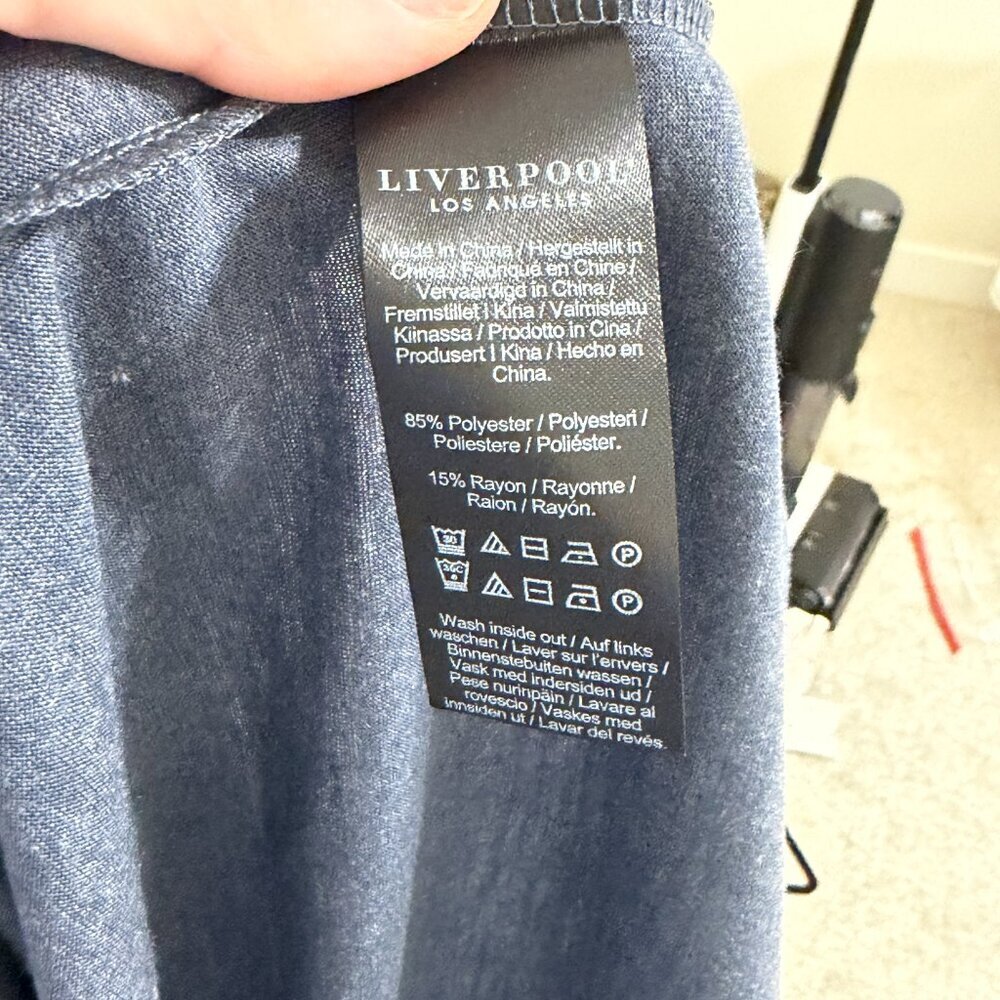 LIVERPOOL
LOS ANGELES
Made in China / Hergestellt in
China / Fabriqué en Chine /
Vervaardigd in China /
Fremstillet i Kina / Valmistettu
Kiinassa / Prodotto in Cina /
Produsert i Kina / Hecho en
China.
85% Polyester / Polyesteri /
Poliestere / Poliéster.
15% Rayon / Rayonne /
Raion / Rayón.
30 P
30C P
Wash inside out / Auf links
waschen / Laver sur l'envers /
Binnenstebuiten wassen /
Vask med indersiden ud /
Pese nurinpäin / Lavare al
rovescio / Vaskes med
innsiden ut / Lavar del revés.